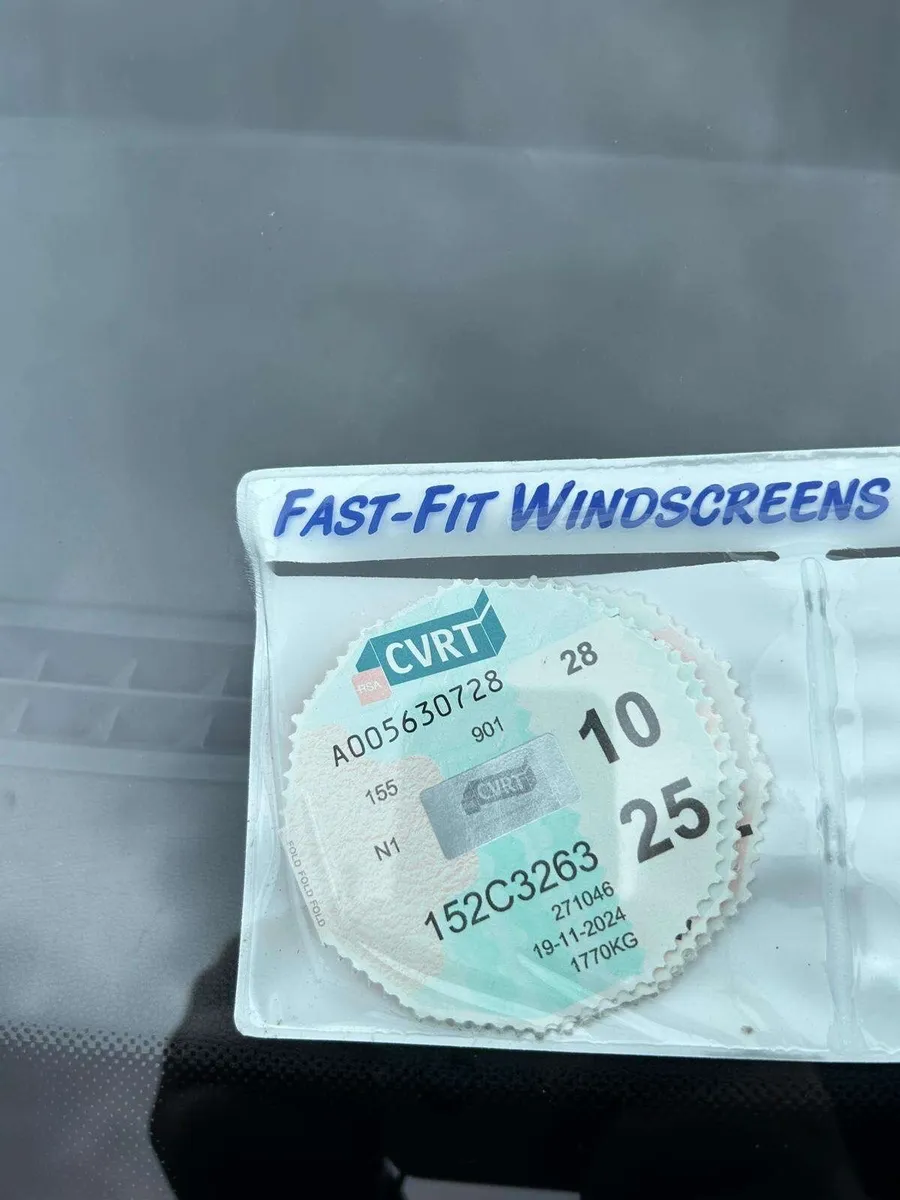 FAST-FIT WINDSCREENS
CVRT
RSA
28
A005630728
901
10
155
CVRT
25
N1
152C3263
271046
19-11-2024
1770KG
FOLD FOLD FOLD